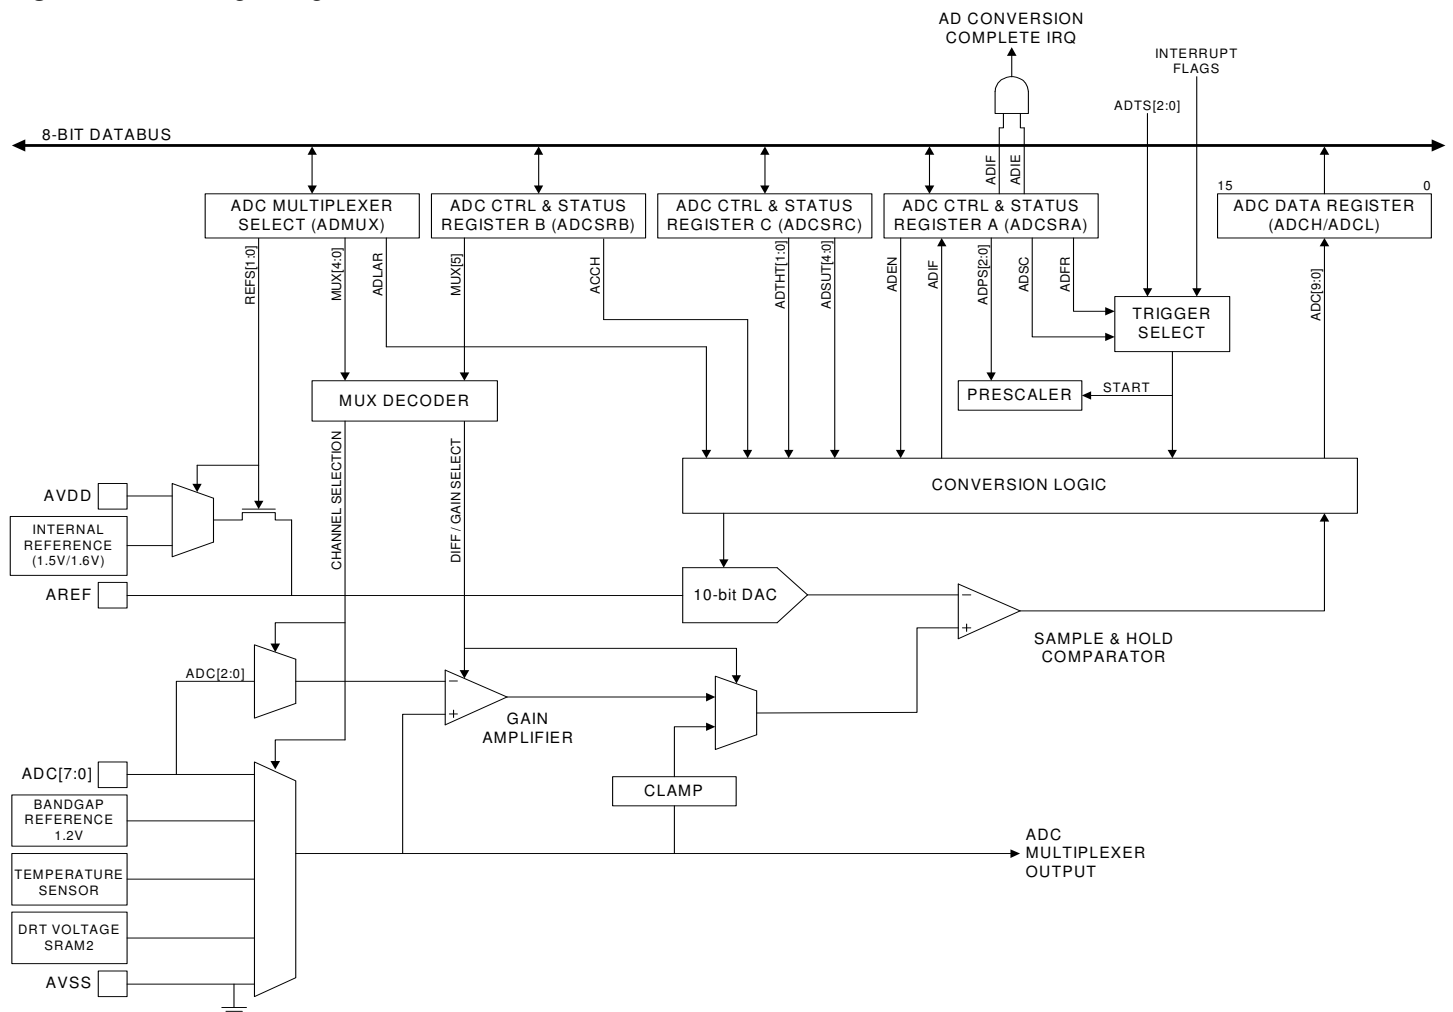 AD CONVERSION
COMPLETE IRQ
INTERRUPT
FLAGS
ADTS[2:0]
8-BIT DATABUS
ADIF
ADIE
15
0
ADC MULTIPLEXER
SELECT (ADMUX)
ADC CTRL & STATUS
REGISTER B (ADCSRB)
ADC CTRL & STATUS
REGISTER C (ADCSRC)
ADC CTRL & STATUS
REGISTER A (ADCSRA)
ADC DATA REGISTER
(ADCH/ADCL)
REFS[1:0]
MUX[4:0]
ADLAR
MUX[5]
ACCH
ADTHT[1:0]
ADSUT[4:0]
ADEN
ADIF
ADPS[2:0]
ADSC
ADFR
ADC[9:0]
TRIGGER
SELECT
MUX DECODER
PRESCALER
START
CHANNEL SELECTION
DIFF / GAIN SELECT
CONVERSION LOGIC
AVDD
INTERNAL
REFERENCE
(1.5V/1.6V)
AREF
10-bit DAC
−
+
SAMPLE & HOLD
COMPARATOR
ADC[2:0]
−
+
GAIN
AMPLIFIER
ADC[7:0]
CLAMP
BANDGAP
REFERENCE
1.2V
ADC
MULTIPLEXER
OUTPUT
TEMPERATURE
SENSOR
DRT VOLTAGE
SRAM2
AVSS